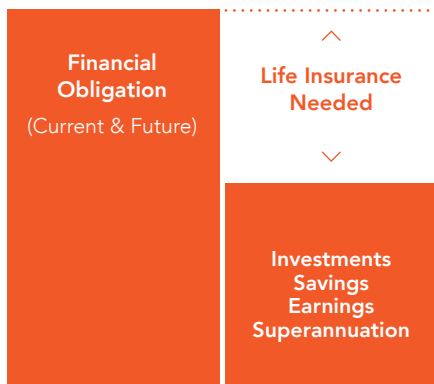 Financial
Obligation
(Current & Future)
Life Insurance
Needed
Investments
Savings
Earnings
Superannuation